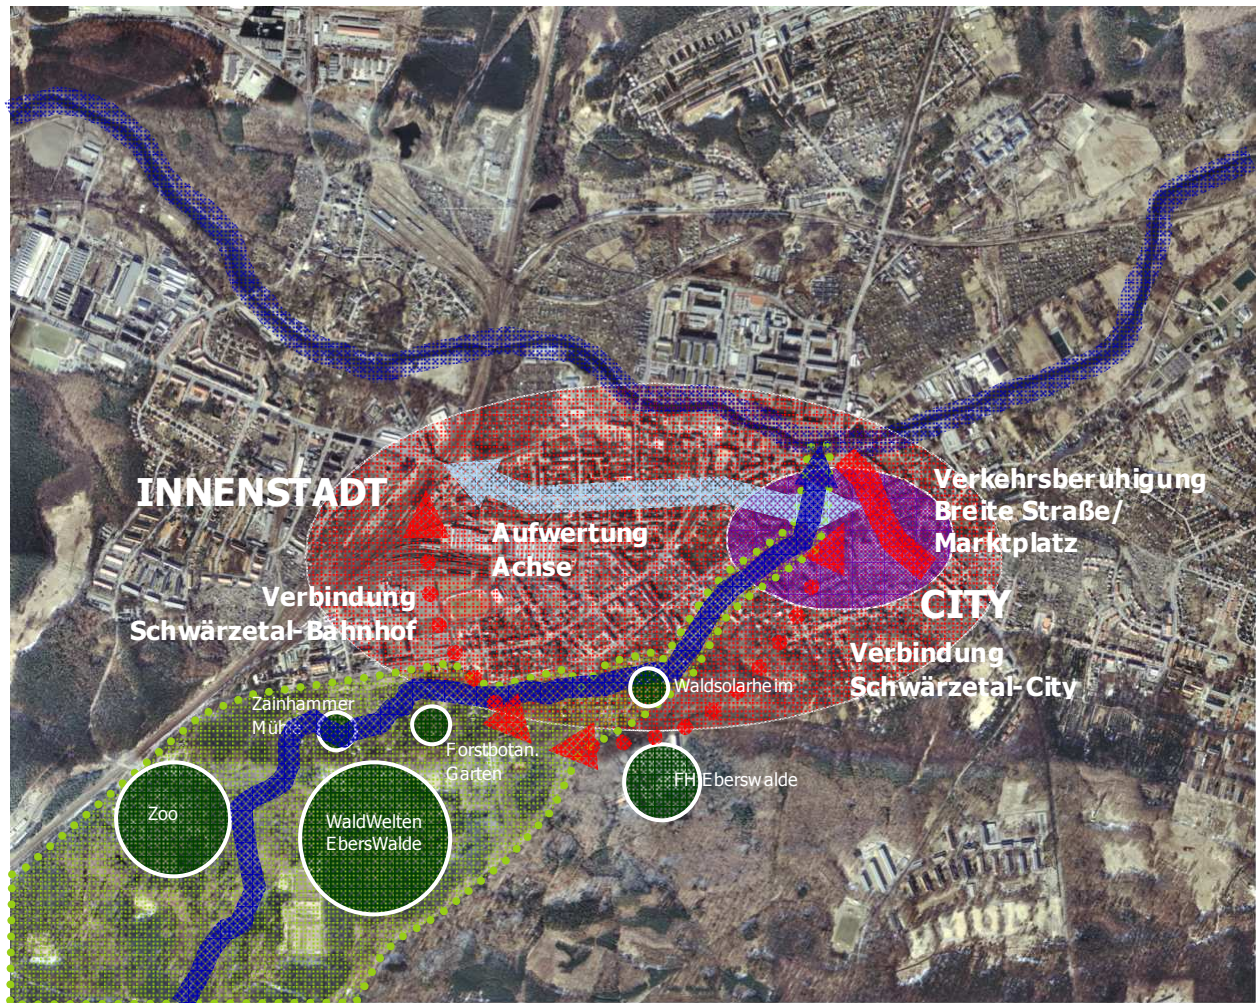 INNENSTADT
Verkehrsberuhigung
Breite Straße/
Marktplatz
Aufwertung
Achse
CITY
Verbindung
Schwärzetal-Bahnhof
Verbindung
Schwärzetal-City
Waldsolarheim
Zainhammer
Mühle
Forstbotan.
Garten
FH Eberswalde
Zoo
WaldWelten
EbersWalde